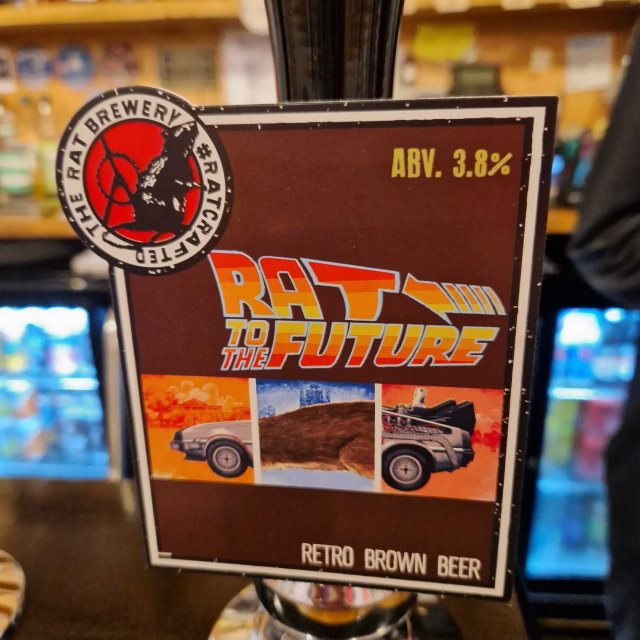 THE RAT BREWERY
#RATCRAFTED
ABV. 3.8%
RAT
TO THE FUTURE
RETRO BROWN BEER